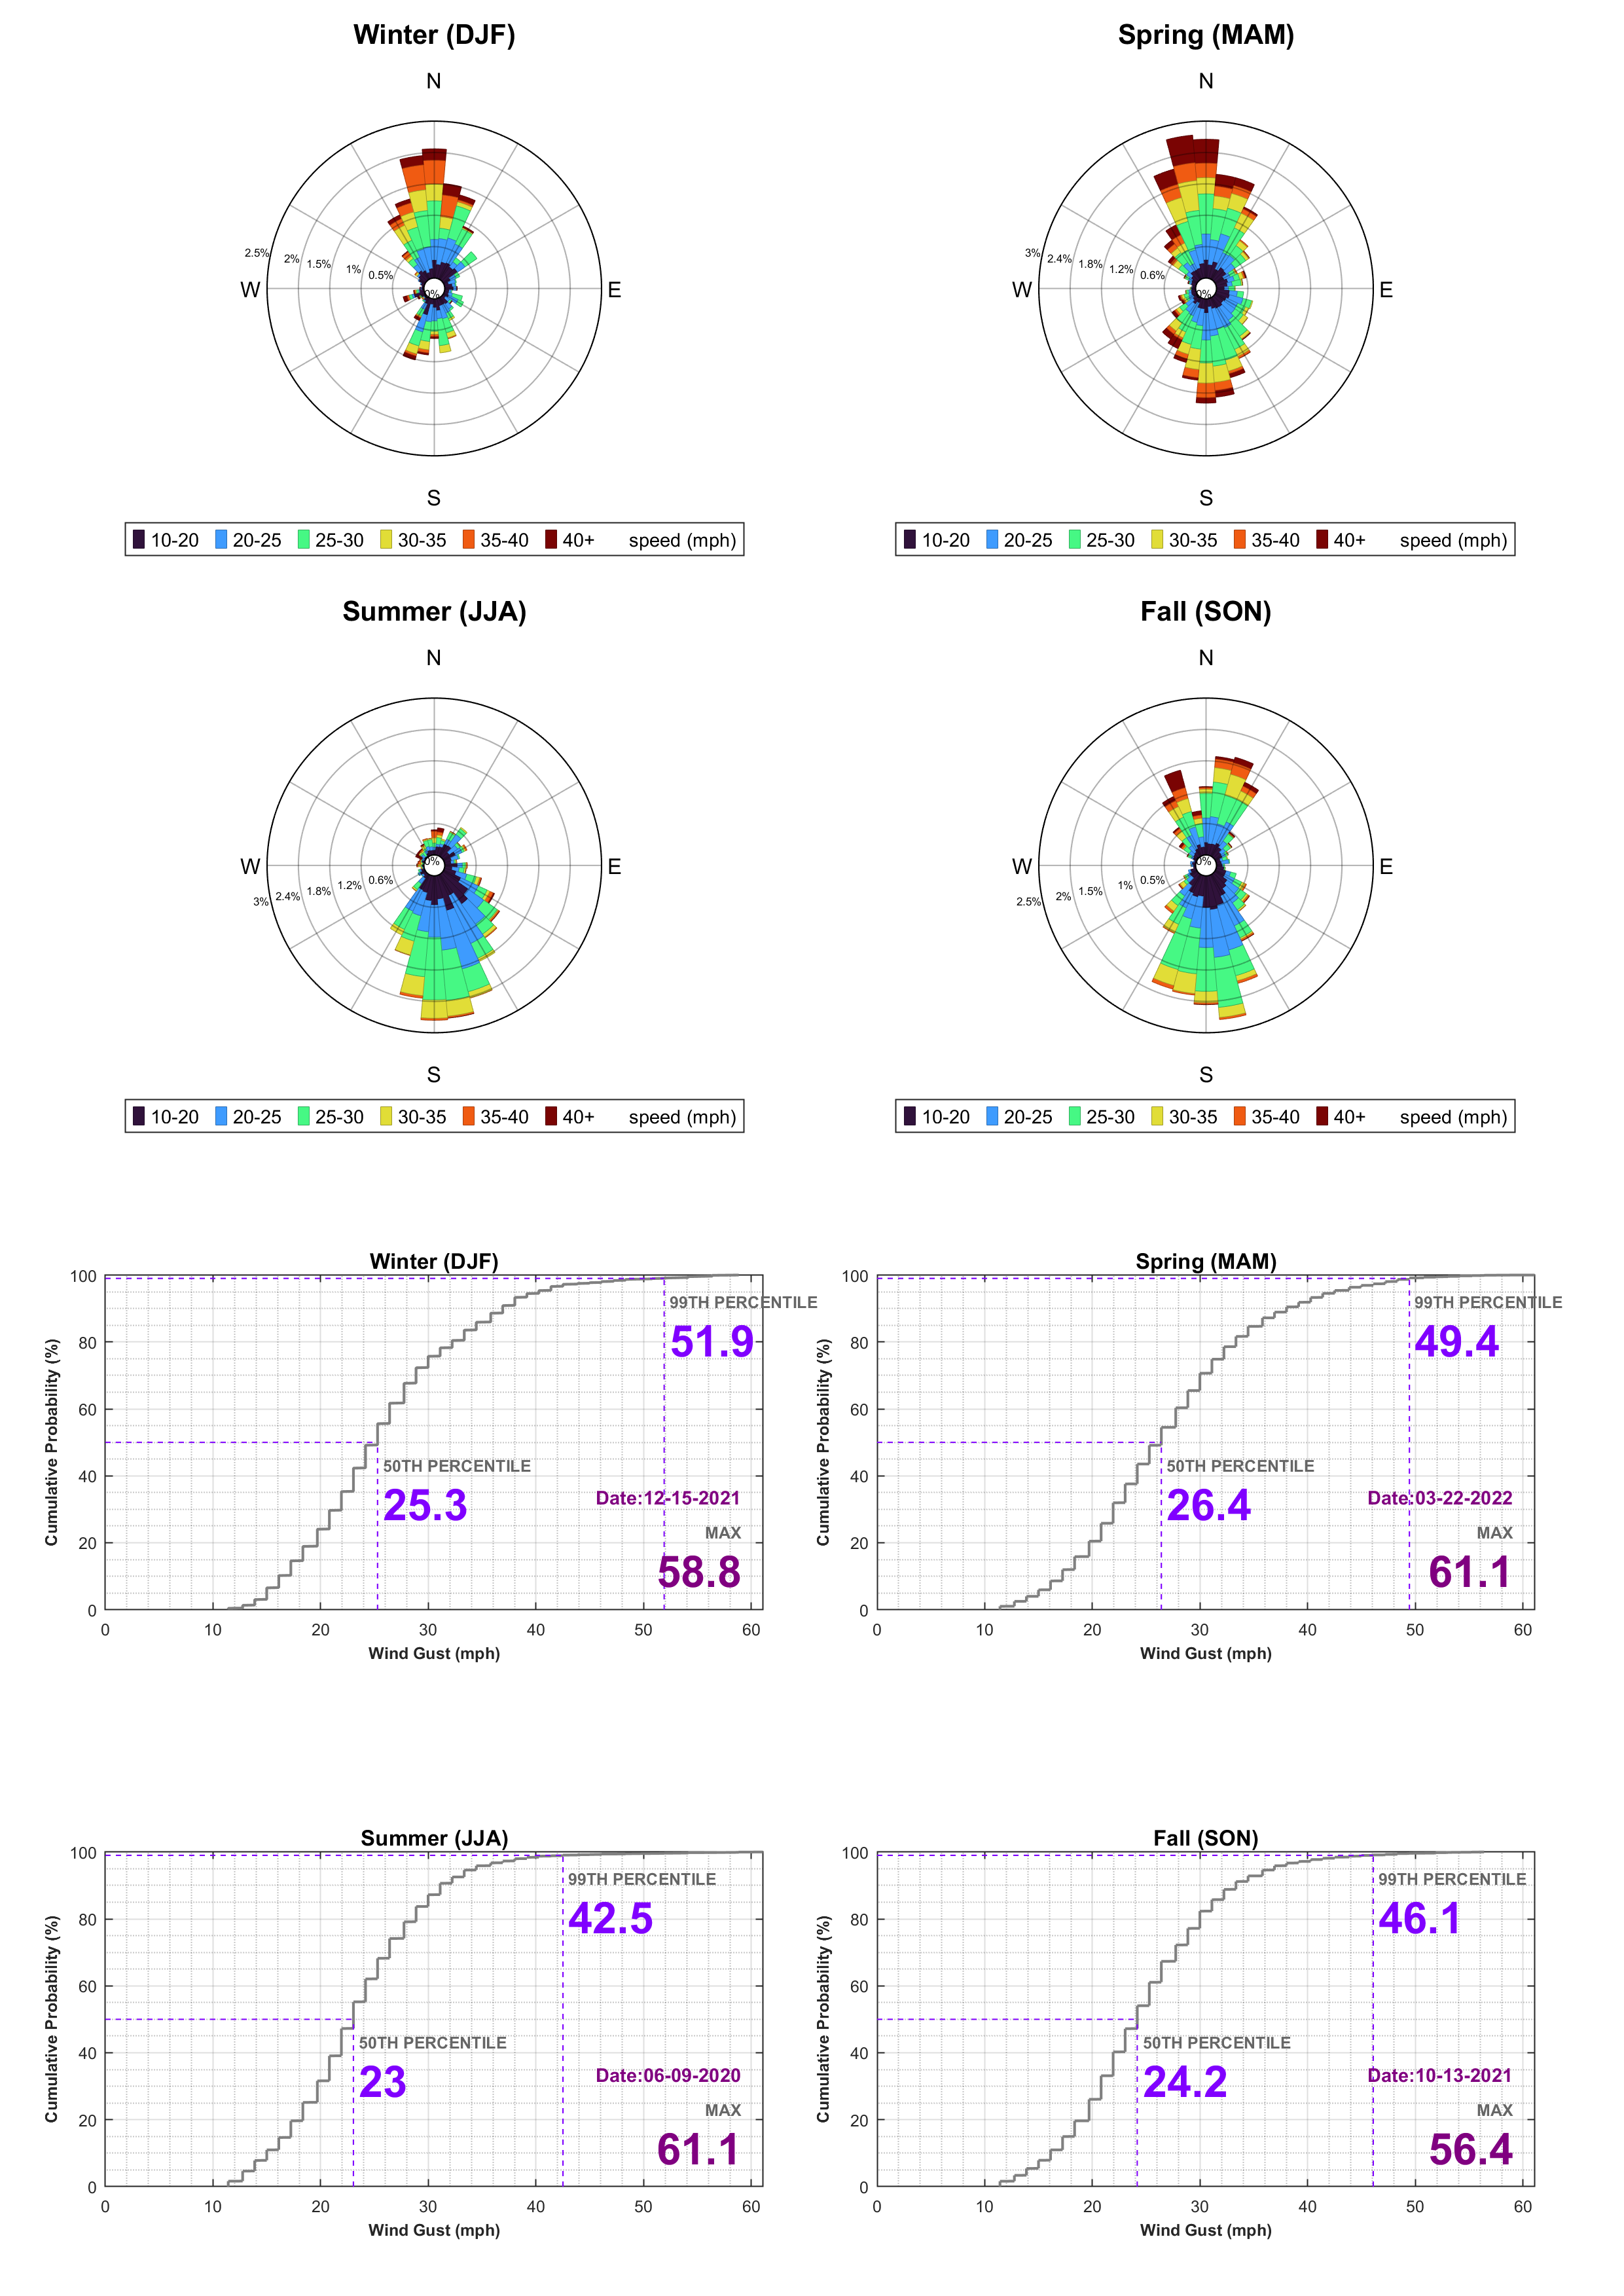 Winter (DJF)
N
2.5% 2% 1.5% 1% 0.5% 0%
W E
S
10-20 20-25 25-30 30-35 35-40 40+ speed (mph)
Spring (MAM)
N
3% 2.4% 1.8% 1.2% 0.6% 0%
W E
S
10-20 20-25 25-30 30-35 35-40 40+ speed (mph)
Summer (JJA)
N
W E
3% 2.4% 1.8% 1.2% 0.6% 0%
S
10-20 20-25 25-30 30-35 35-40 40+ speed (mph)
Fall (SON)
N
W E
2.5% 2% 1.5% 1% 0.5% 0%
S
10-20 20-25 25-30 30-35 35-40 40+ speed (mph)
Winter (DJF)
Cumulative Probability (%)
100
80
60
40
20
0
99TH PERCENTILE
51.9
50TH PERCENTILE
25.3
Date:12-15-2021
MAX
58.8
0 10 20 30 40 50 60
Wind Gust (mph)
Spring (MAM)
Cumulative Probability (%)
100
80
60
40
20
0
99TH PERCENTILE
49.4
50TH PERCENTILE
26.4
Date:03-22-2022
MAX
61.1
0 10 20 30 40 50 60
Wind Gust (mph)
Summer (JJA)
Cumulative Probability (%)
100
80
60
40
20
0
99TH PERCENTILE
42.5
50TH PERCENTILE
23
Date:06-09-2020
MAX
61.1
0 10 20 30 40 50 60
Wind Gust (mph)
Fall (SON)
Cumulative Probability (%)
100
80
60
40
20
0
99TH PERCENTILE
46.1
50TH PERCENTILE
24.2
Date:10-13-2021
MAX
56.4
0 10 20 30 40 50 60
Wind Gust (mph)